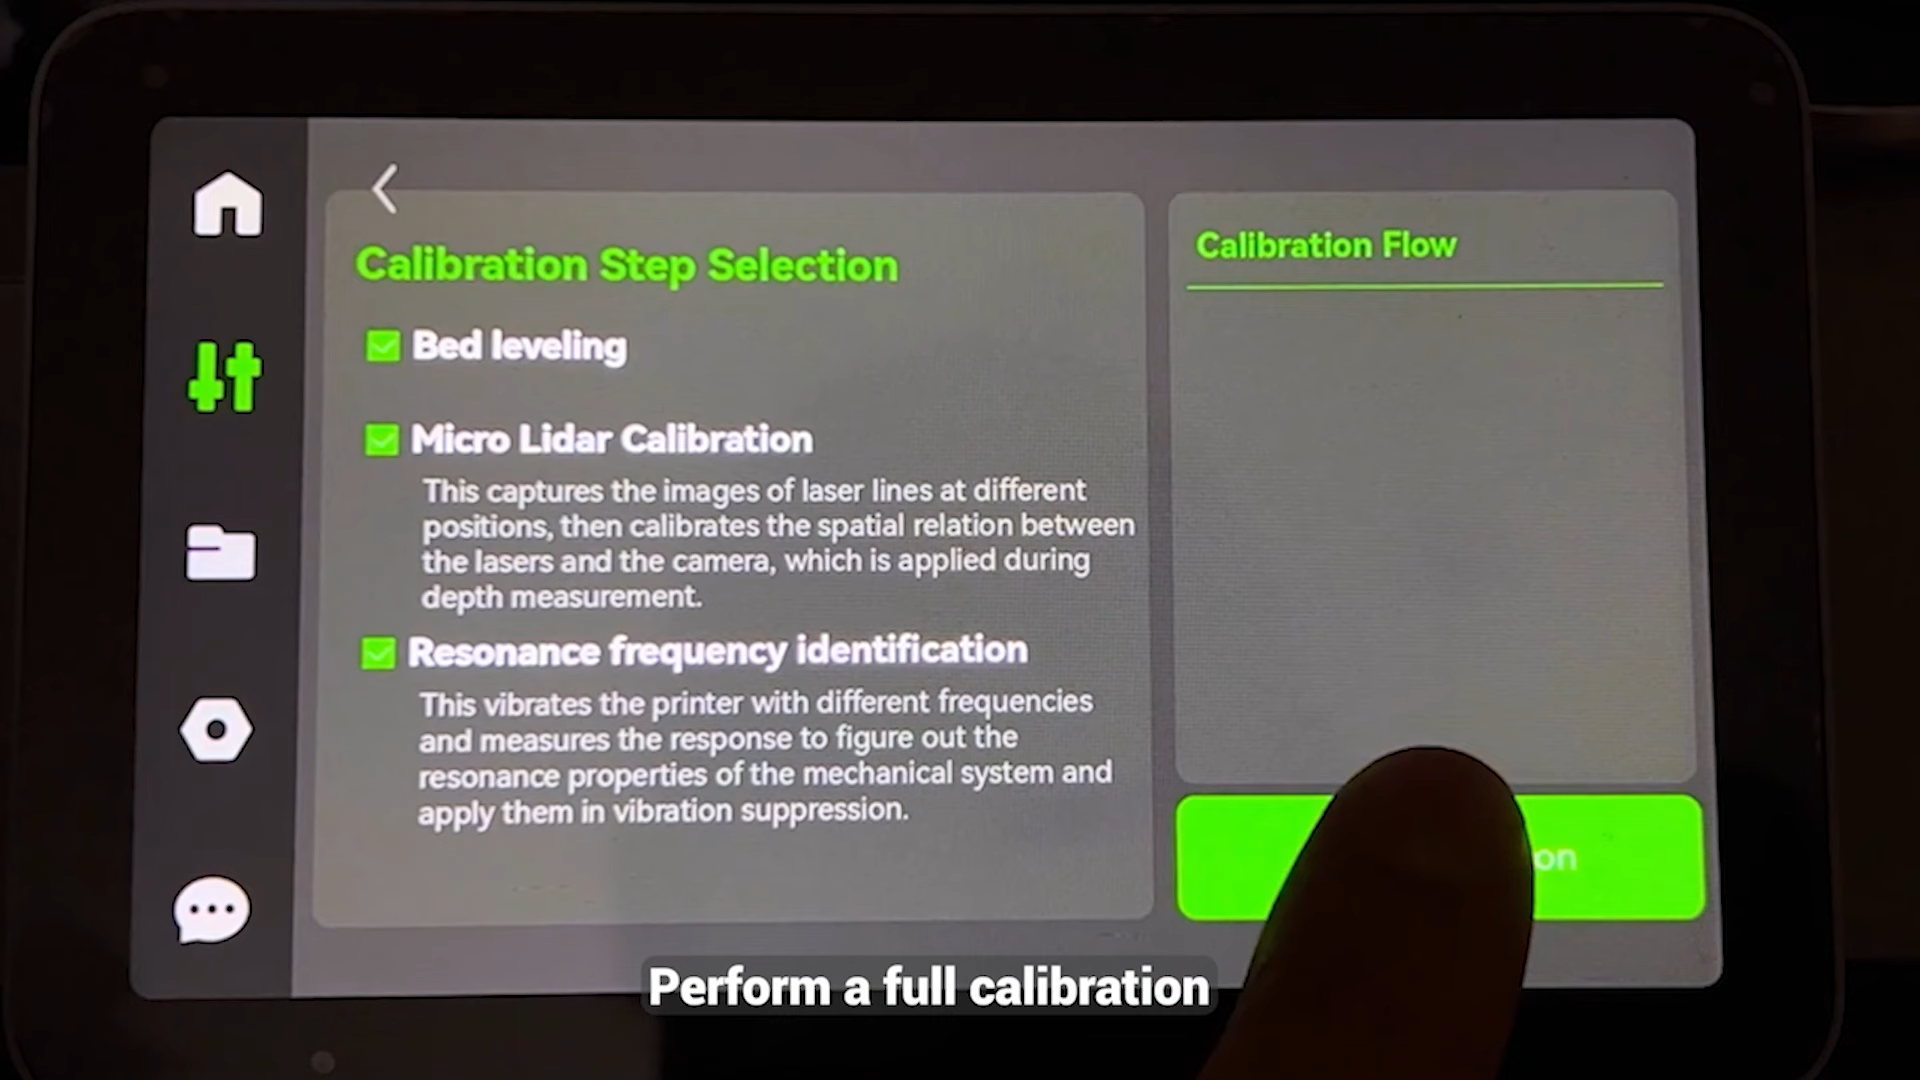 Calibration Step Selection
Bed leveling
Micro Lidar Calibration
This captures the images of laser lines at different
positions, then calibrates the spatial relation between
the lasers and the camera, which is applied during
depth measurement.
Resonance frequency identification
This vibrates the printer with different frequencies
and measures the response to figure out the
resonance properties of the mechanical system and
apply them in vibration suppression.
Calibration Flow
Perform a full calibration